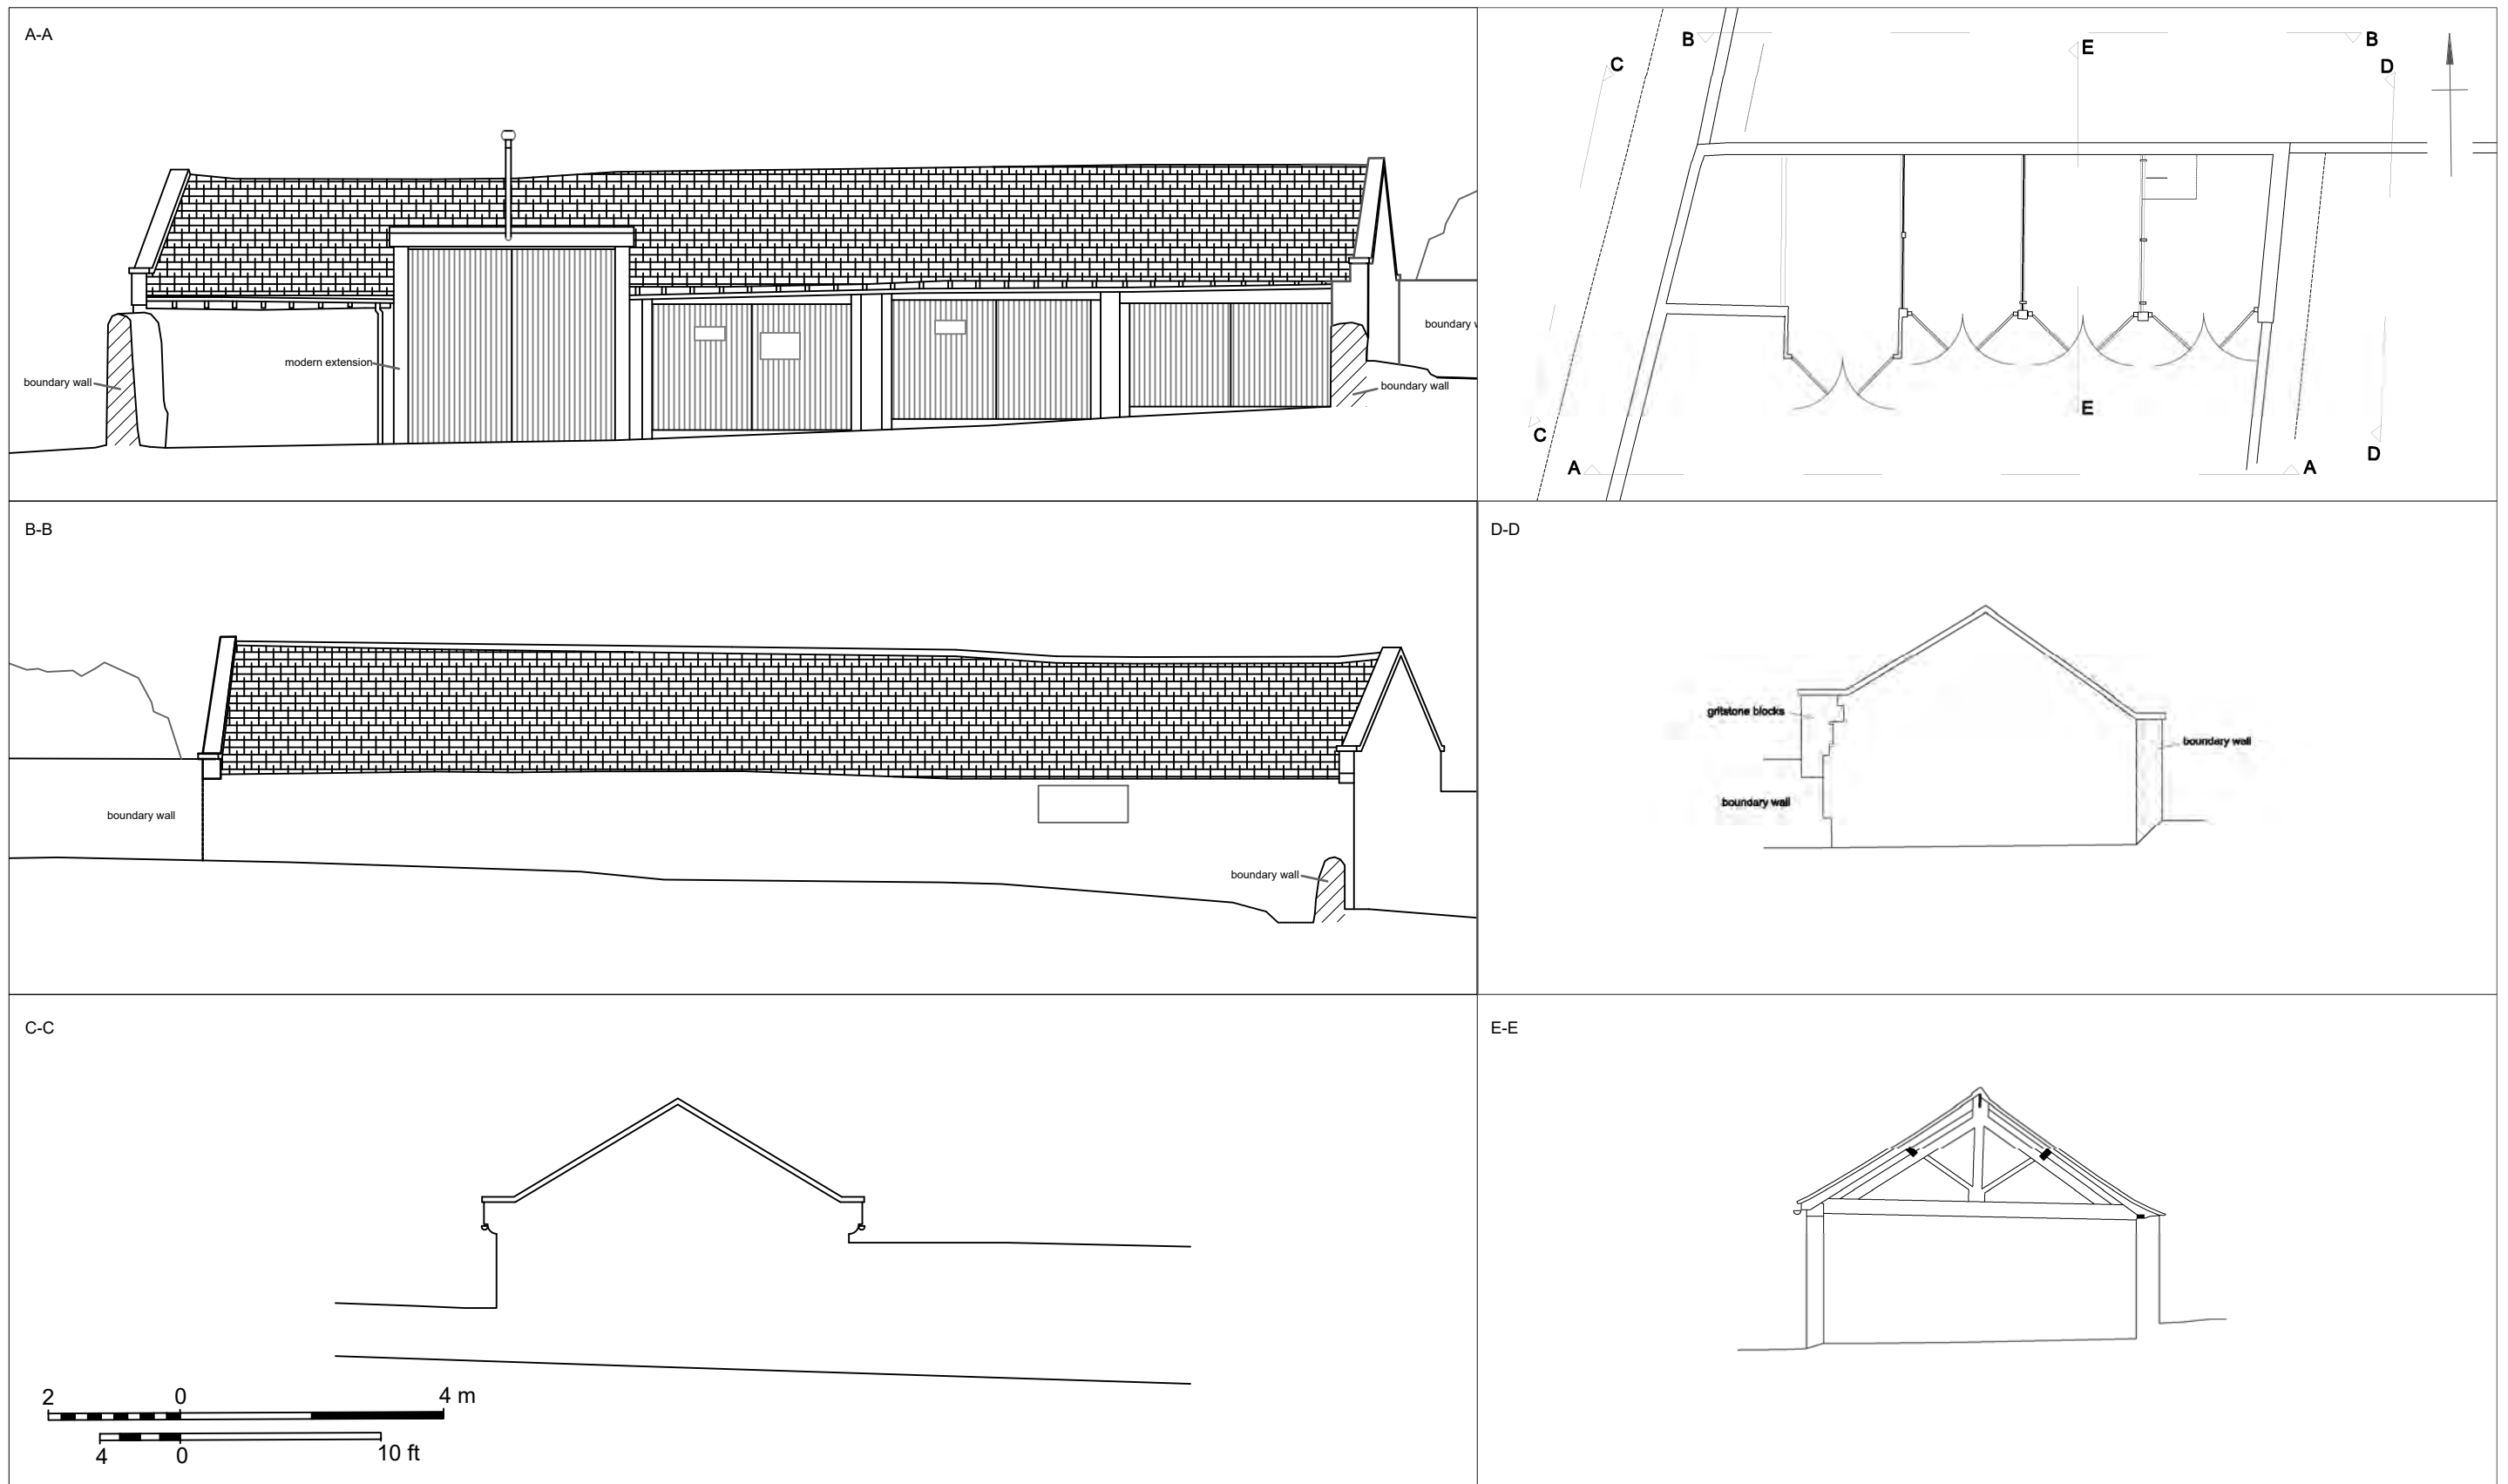 A-A
boundary wall
modern extension
boundary
boundary wall
B
B
E
C
D
E
C
A
A
D
B-B
boundary wall
boundary wall
D-D
gritstone blocks
boundary wall
boundary wall
C-C
2
0
4 m
4
0
10 ft
E-E